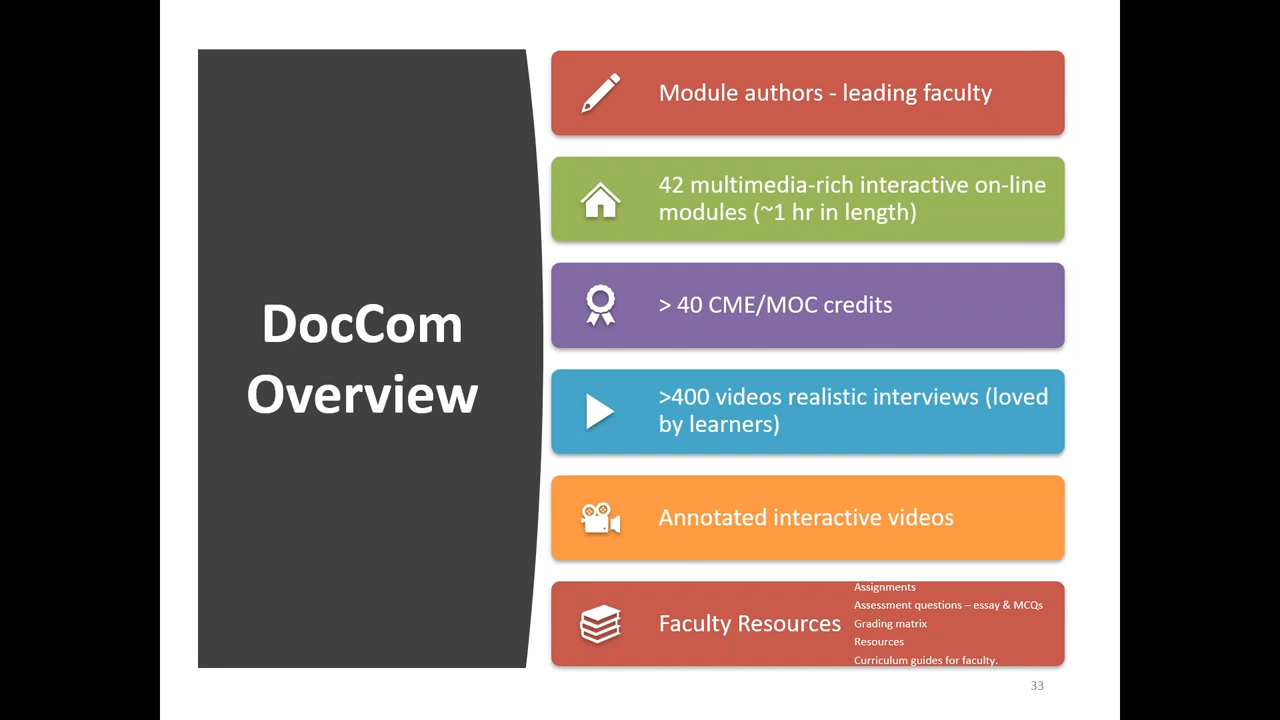 DocCom
Overview
Module authors - leading faculty
42 multimedia-rich interactive on-line
modules (~1 hr in length)
> 40 CME/MOC credits
>400 videos realistic interviews (loved
by learners)
Annotated interactive videos
Faculty Resources
Assignments
Assessment questions – essay & MCQs
Grading matrix
Resources
Curriculum guides for faculty.
33